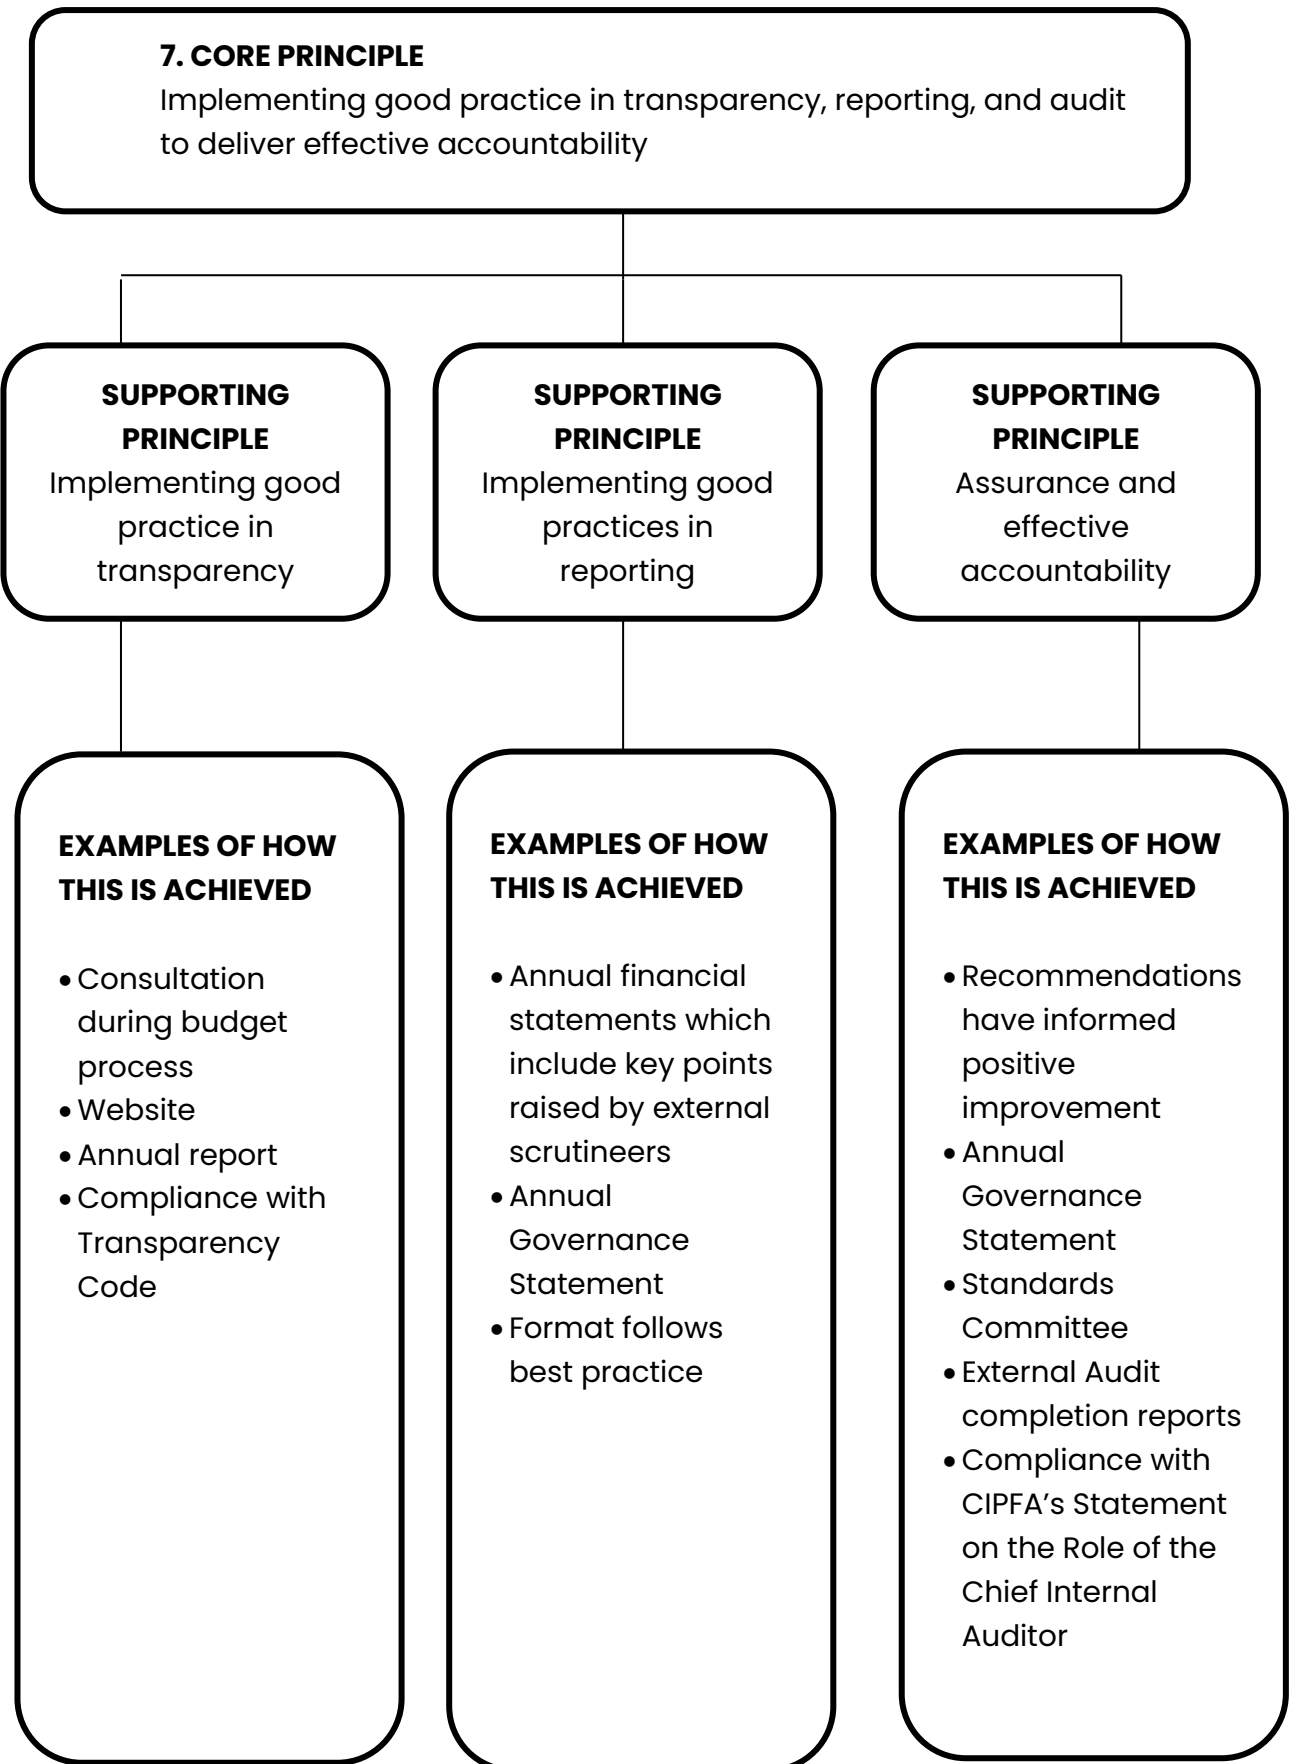 7. CORE PRINCIPLE
Implementing good practice in transparency, reporting, and audit
to deliver effective accountability
SUPPORTING
PRINCIPLE
Implementing good
practice in
transparency
SUPPORTING
PRINCIPLE
Implementing good
practices in
reporting
SUPPORTING
PRINCIPLE
Assurance and
effective
accountability
EXAMPLES OF HOW
THIS IS ACHIEVED
• Consultation
during budget
process
• Website
• Annual report
• Compliance with
Transparency
Code
EXAMPLES OF HOW
THIS IS ACHIEVED
• Annual financial
statements which
include key points
raised by external
scrutineers
• Annual
Governance
Statement
• Format follows
best practice
EXAMPLES OF HOW
THIS IS ACHIEVED
• Recommendations
have informed
positive
improvement
• Annual
Governance
Statement
• Standards
Committee
• External Audit
completion reports
• Compliance with
CIPFA’s Statement
on the Role of the
Chief Internal
Auditor